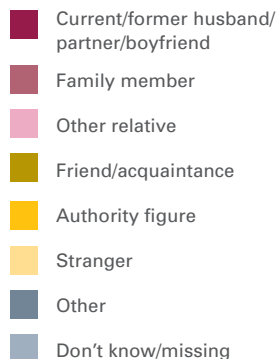 Current/former husband/
partner/boyfriend
Family member
Other relative
Friend/acquaintance
Authority figure
Stranger
Other
Don't know/missing